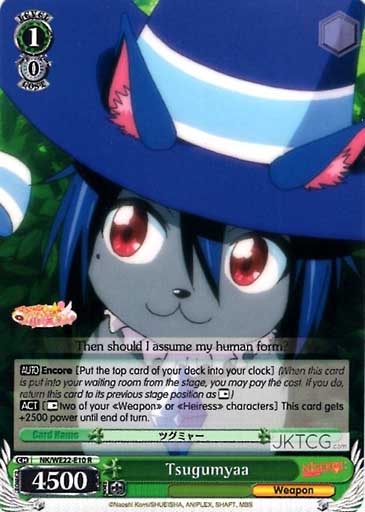 LEVEL
1
0
COST
Then should I assume my human form?
AUTO Encore [Put the top card of your deck into your clock] (When this card
is put into your waiting room from the stage, you may pay the cost. If you do,
return this card to its previous stage position as )
ACT [ two of your «Weapon» or «Heiress» characters] This card gets
+2500 power until end of turn.
Card Name
ツグミャー
JKTCG.com
CH
NK/WE22-E10 R
Tsugumyaa
POWER
4500
Weapon
©Naoshi Komi/SHUEISHA, ANIPLEX, SHAFT, MBS